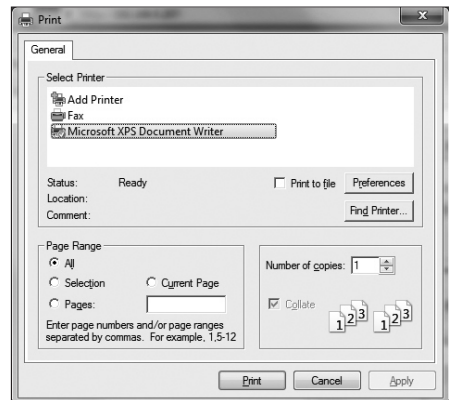 Print
General
Select Printer
Add Printer
Fax
Microsoft XPS Document Writer
Status: Ready
Location:
Comment:
Print to file
Preferences
Find Printer...
Page Range
All
Selection
Current Page
Pages:
Enter page numbers and/or page ranges
separated by commas. For example, 1,5-12
Number of copies: 1
Collate
1 2 3 1 2 3
Print Cancel Apply